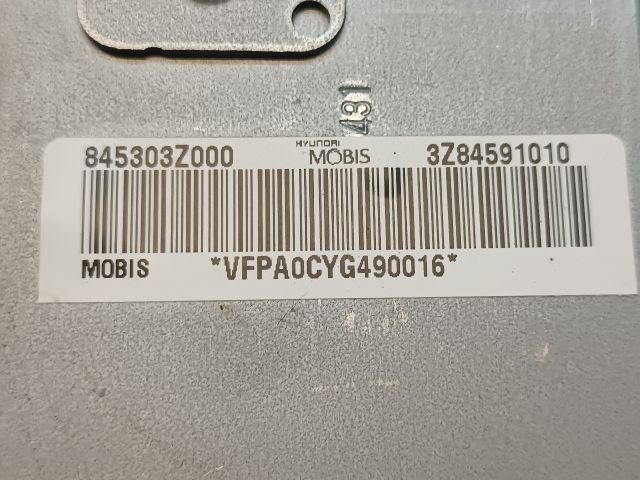 431
845303Z000 HYUNDAI MOBIS 3Z84591010
MOBIS *VFPA0CYG490016*